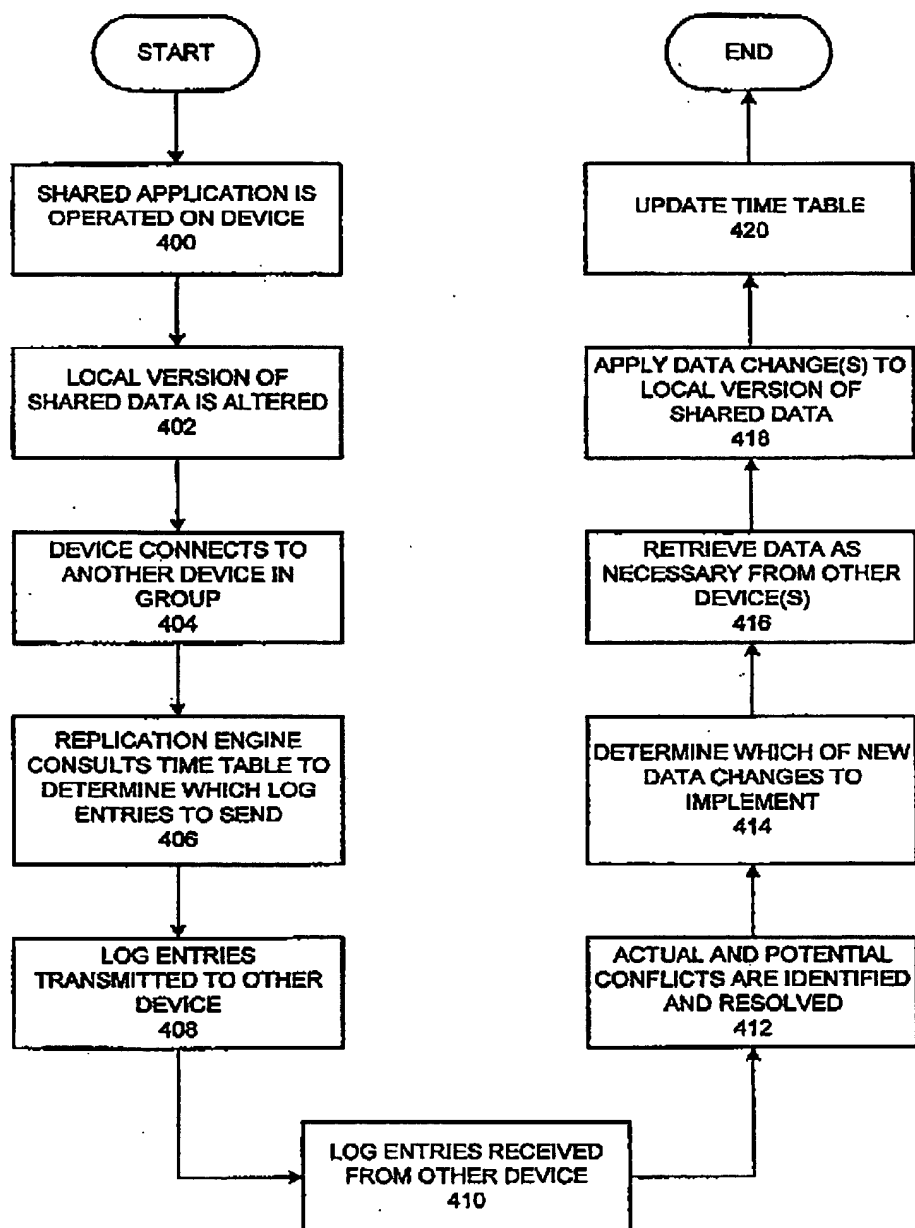 START
SHARED APPLICATION IS
OPERATED ON DEVICE
400
LOCAL VERSION OF
SHARED DATA IS ALTERED
402
DEVICE CONNECTS TO
ANOTHER DEVICE IN
GROUP
404
REPLICATION ENGINE
CONSULTS TIME TABLE TO
DETERMINE WHICH LOG
ENTRIES TO SEND
406
LOG ENTRIES
TRANSMITTED TO OTHER
DEVICE
408
LOG ENTRIES RECEIVED
FROM OTHER DEVICE
410
ACTUAL AND POTENTIAL
CONFLICTS ARE IDENTIFIED
AND RESOLVED
412
DETERMINE WHICH OF NEW
DATA CHANGES TO
IMPLEMENT
414
RETRIEVE DATA AS
NECESSARY FROM OTHER
DEVICE(S)
416
APPLY DATA CHANGE(S) TO
LOCAL VERSION OF
SHARED DATA
418
UPDATE TIME TABLE
420
END